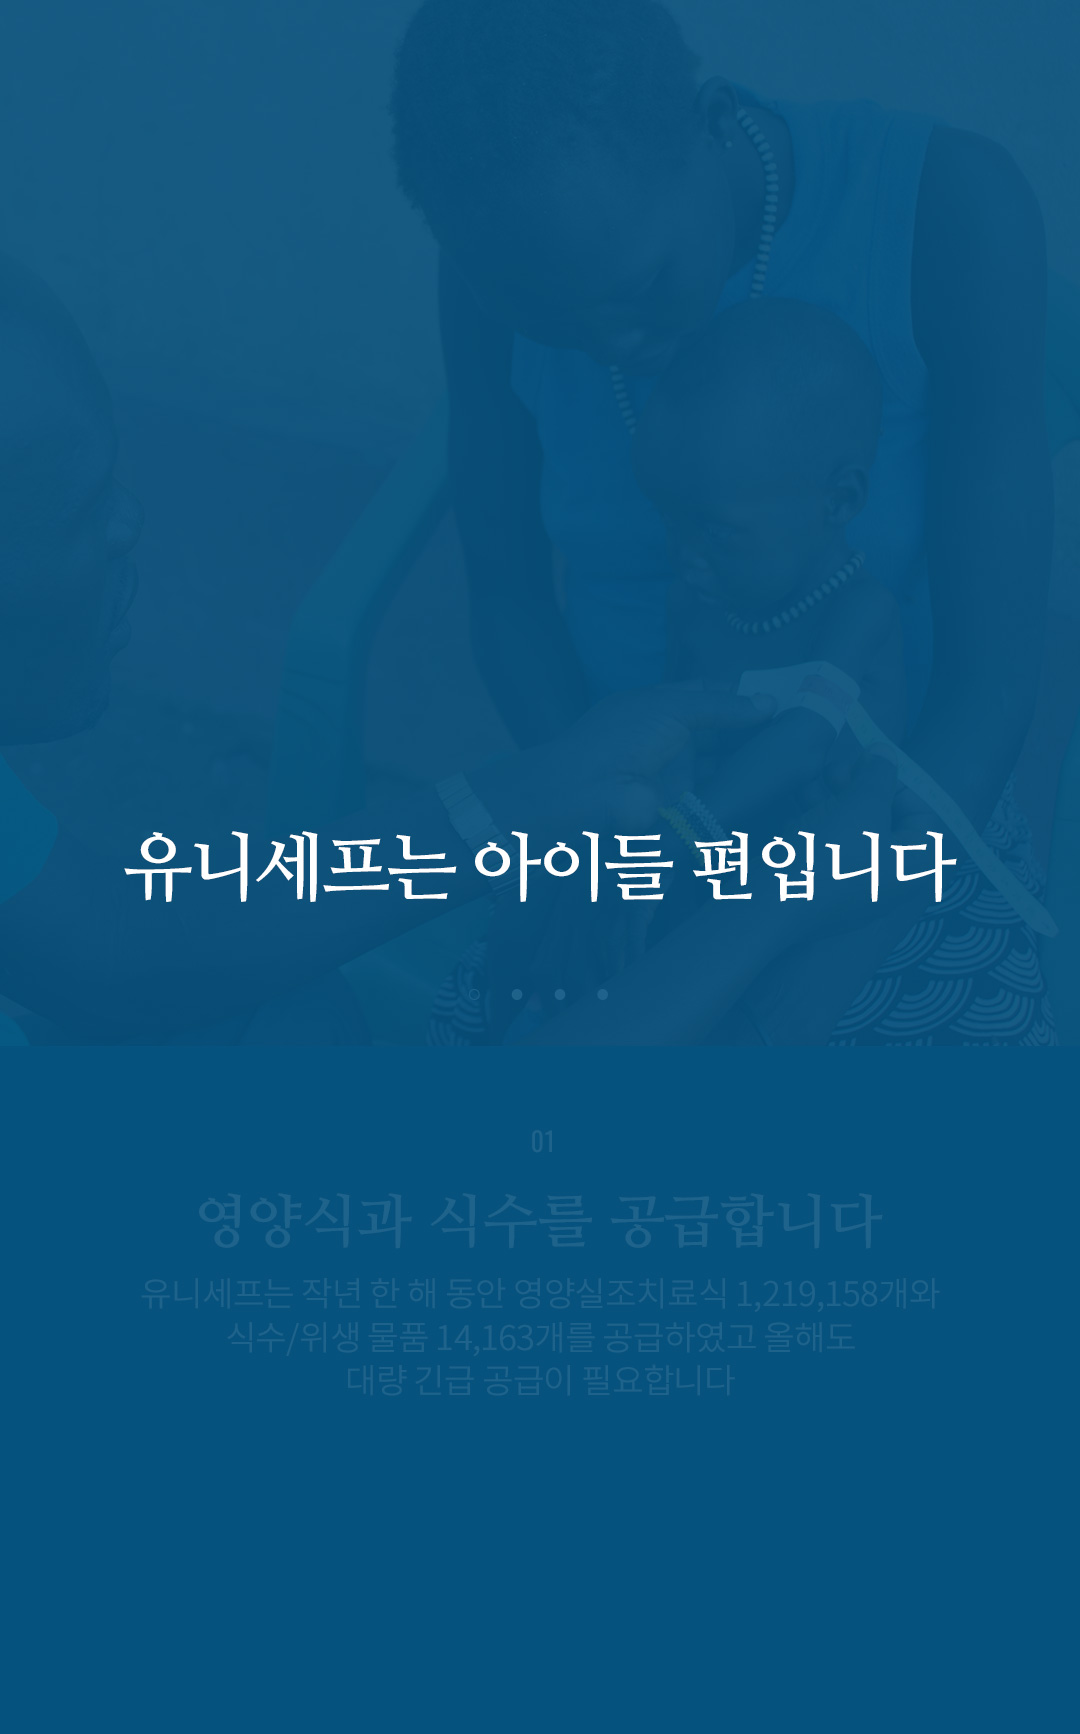 유니세프는 아이들 편입니다
01
영양식과 식수를 공급합니다
유니세프는 작년 한 해 동안 영양실조치료식 1,219,158개와
식수/위생 물품 14,163개를 공급하였고 올해도
대량 긴급 공급이 필요합니다